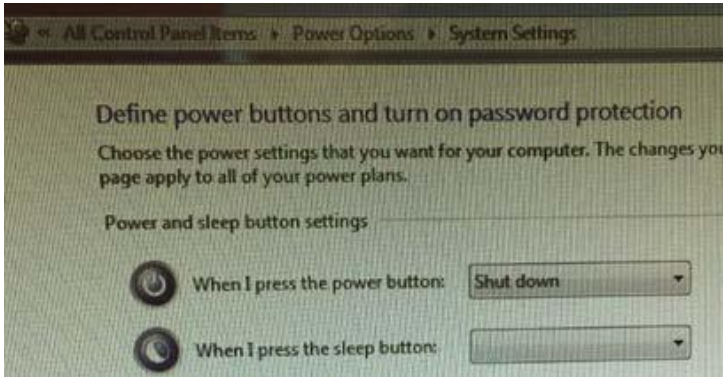 « All Control Panel Items ▸ Power Options ▸ System Settings
Define power buttons and turn on password protection
Choose the power settings that you want for your computer. The changes you
page apply to all of your power plans.
Power and sleep button settings
When I press the power button: Shut down
When I press the sleep button: